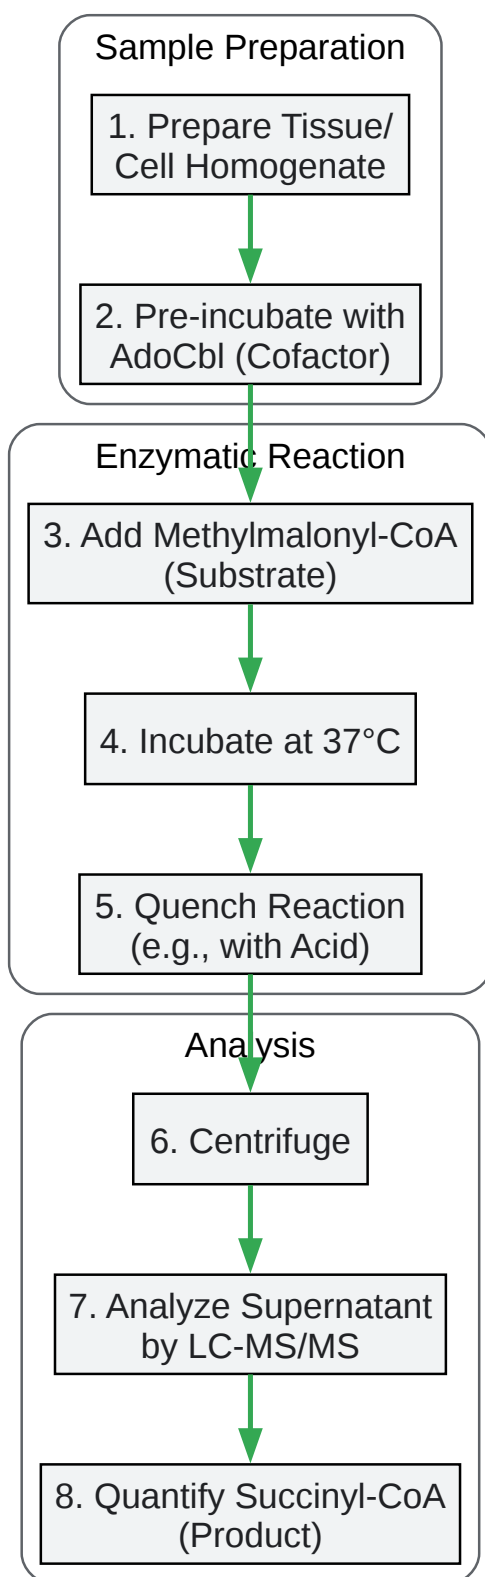 Sample Preparation
1. Prepare Tissue/
Cell Homogenate
2. Pre-incubate with
AdoCbl (Cofactor)
Enzymatic Reaction
3. Add Methylmalonyl-CoA
(Substrate)
4. Incubate at 37°C
5. Quench Reaction
(e.g., with Acid)
Analysis
6. Centrifuge
7. Analyze Supernatant
by LC-MS/MS
8. Quantify Succinyl-CoA
(Product)